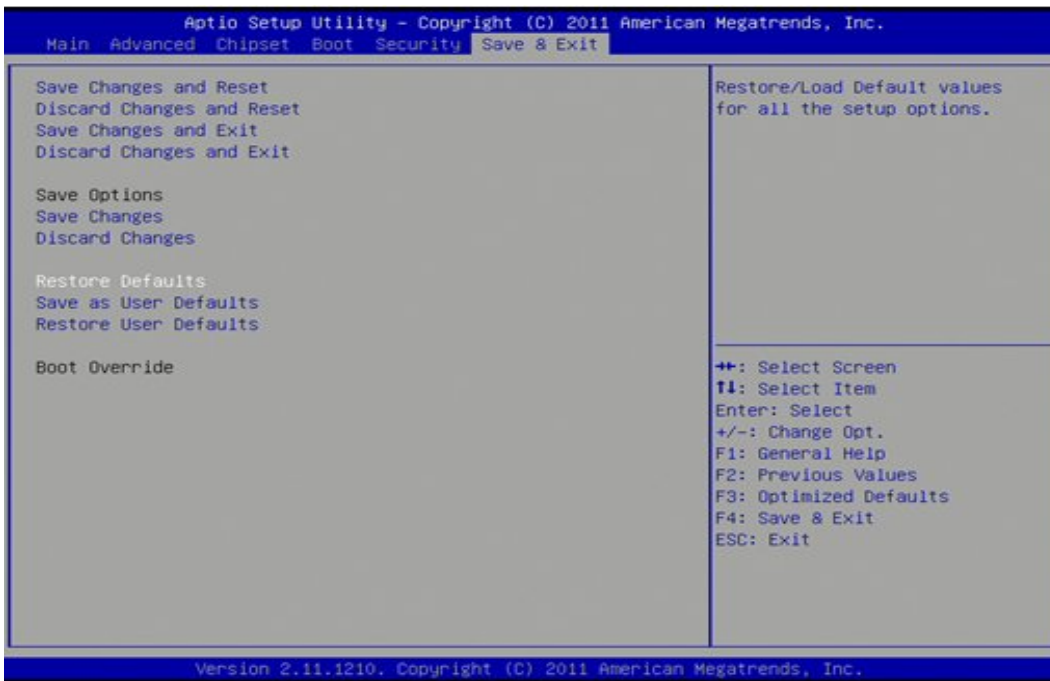 Aptio Setup Utility – Copyright (C) 2011 American Megatrends, Inc.
Main Advanced Chipset Boot Security Save & Exit
Save Changes and Reset
Discard Changes and Reset
Save Changes and Exit
Discard Changes and Exit
Save Options
Save Changes
Discard Changes
Restore Defaults
Save as User Defaults
Restore User Defaults
Boot Override
Restore/Load Default values
for all the setup options.
→←: Select Screen
↑↓: Select Item
Enter: Select
+/-: Change Opt.
F1: General Help
F2: Previous Values
F3: Optimized Defaults
F4: Save & Exit
ESC: Exit
Version 2.11.1210. Copyright (C) 2011 American Megatrends, Inc.